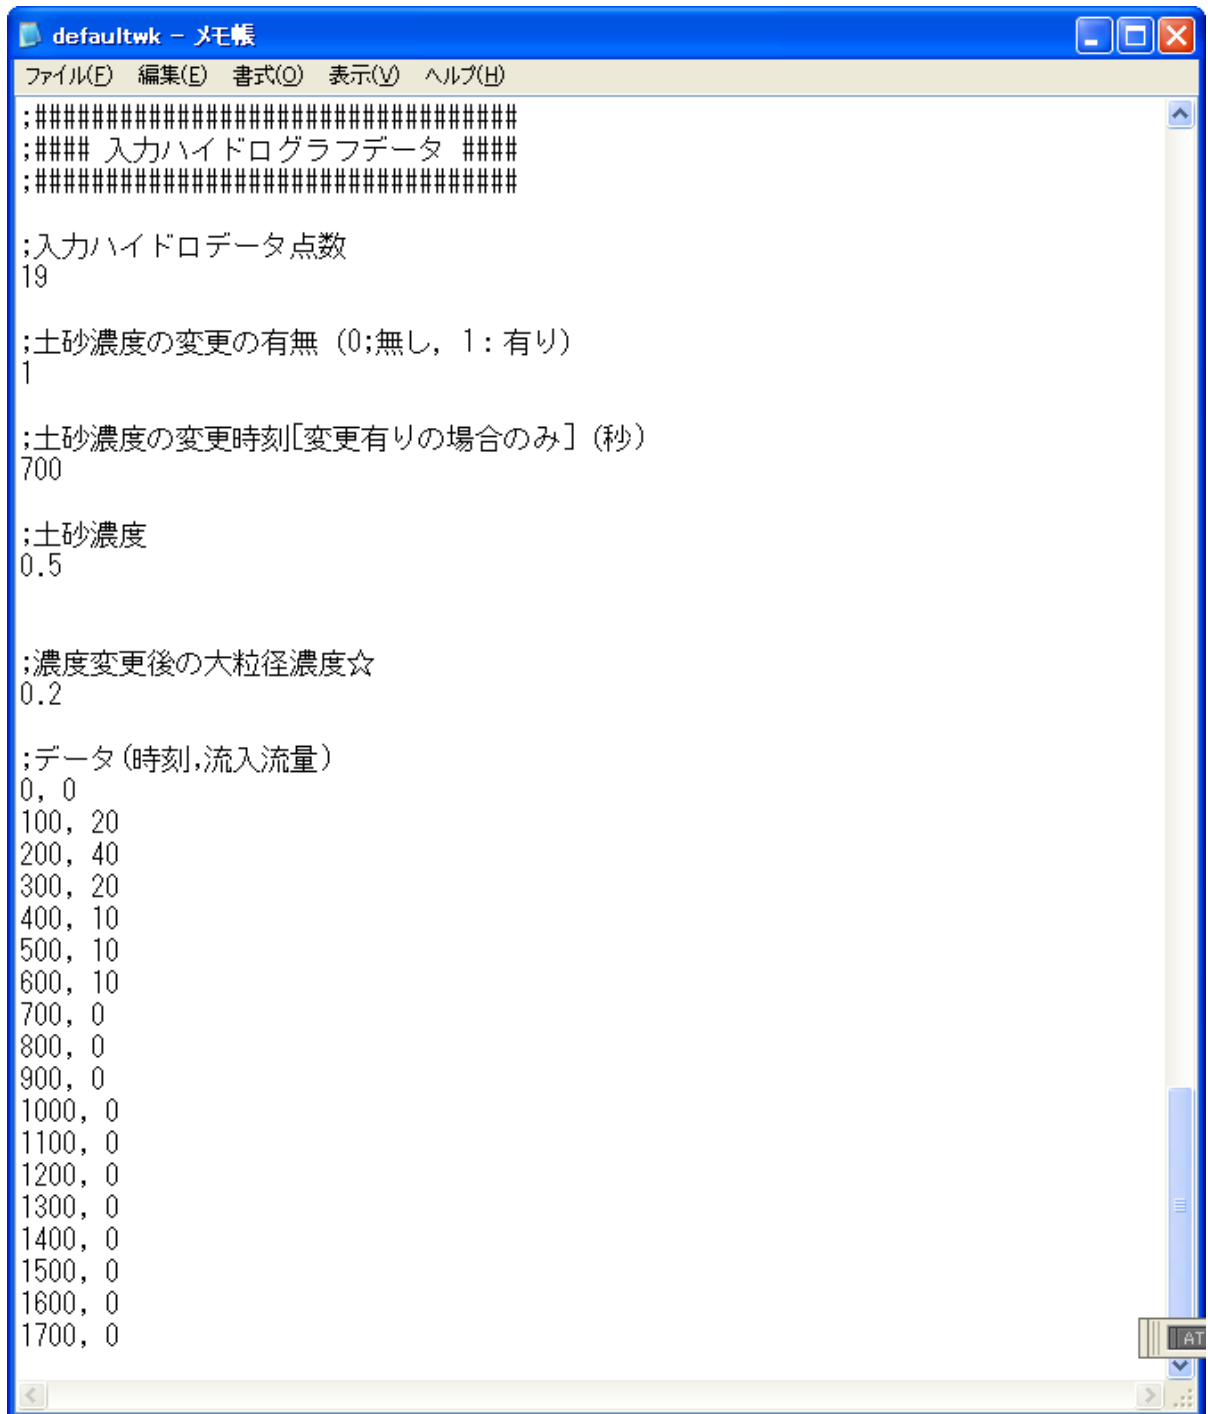 defaultwk - メモ帳
ファイル(F) 編集(E) 書式(O) 表示(V) ヘルプ(H)
;##################################
;#### 入力ハイドログラフデータ ####
;##################################
;入力ハイドロデータ点数
19
;土砂濃度の変更の有無 (0;無し, 1:有り)
1
;土砂濃度の変更時刻[変更有りの場合のみ] (秒)
700
;土砂濃度
0.5
;濃度変更後の大粒径濃度☆
0.2
;データ(時刻,流入流量)
0, 0
100, 20
200, 40
300, 20
400, 10
500, 10
600, 10
700, 0
800, 0
900, 0
1000, 0
1100, 0
1200, 0
1300, 0
1400, 0
1500, 0
1600, 0
1700, 0
AT